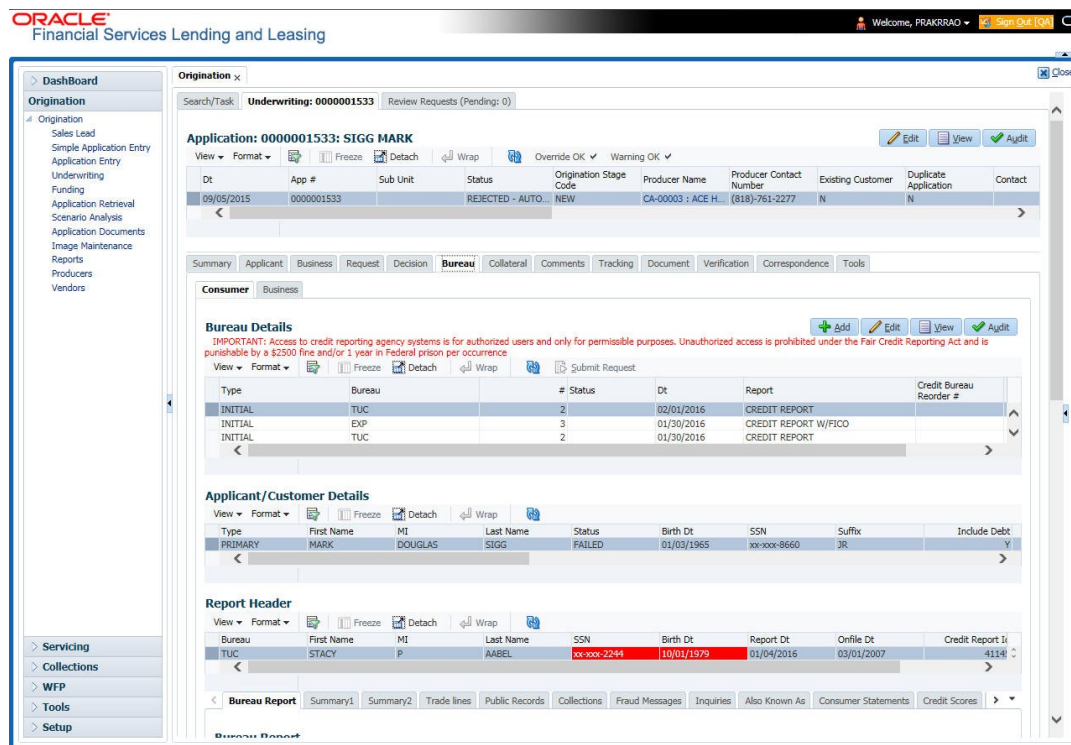 ORACLE
Financial Services Lending and Leasing
Welcome, PRAKRRAO Sign Out [QA]
Close
DashBoard
Origination
Origination
Sales Lead
Simple Application Entry
Application Entry
Underwriting
Funding
Application Retrieval
Scenario Analysis
Application Documents
Image Maintenance
Reports
Producers
Vendors
Servicing
Collections
WFP
Tools
Setup
Origination
Search/Task Underwriting: 0000001533 Review Requests (Pending: 0)
Application: 0000001533: SIGG MARK
Edit View Audit
View Format Freeze Detach Wrap Override OK Warning OK
Dt App # Sub Unit Status Origination Stage Code Producer Name Producer Contact Number Existing Customer Duplicate Application Contact
09/05/2015 0000001533 REJECTED - AUTO... NEW CA-00003 : ACE H... (818)-761-2277 N N
Summary Applicant Business Request Decision Bureau Collateral Comments Tracking Document Verification Correspondence Tools
Consumer Business
Bureau Details
Add Edit View Audit
IMPORTANT: Access to credit reporting agency systems is for authorized users and only for permissible purposes. Unauthorized access is prohibited under the Fair Credit Reporting Act and is
punishable by a $2500 fine and/or 1 year in Federal prison per occurrence
View Format Freeze Detach Wrap Submit Request
Type Bureau # Status Dt Report Credit Bureau Reorder #
INITIAL TUC 2 02/01/2016 CREDIT REPORT
INITIAL EXP 3 01/30/2016 CREDIT REPORT W/FICO
INITIAL TUC 2 01/30/2016 CREDIT REPORT
Applicant/Customer Details
View Format Freeze Detach Wrap
Type First Name MI Last Name Status Birth Dt SSN Suffix Include Debt
PRIMARY MARK DOUGLAS SIGG FAILED 01/03/1965 xx-xxx-8660 JR Y
Report Header
View Format Freeze Detach Wrap
Bureau First Name MI Last Name SSN Birth Dt Report Dt Onfile Dt Credit Report
TUC STACY P AABEL xx-xxx-2244 10/01/1979 01/04/2016 03/01/2007
Bureau Report Summary1 Summary2 Trade lines Public Records Collections Fraud Messages Inquiries Also Known As Consumer Statements Credit Scores
Bureau Report